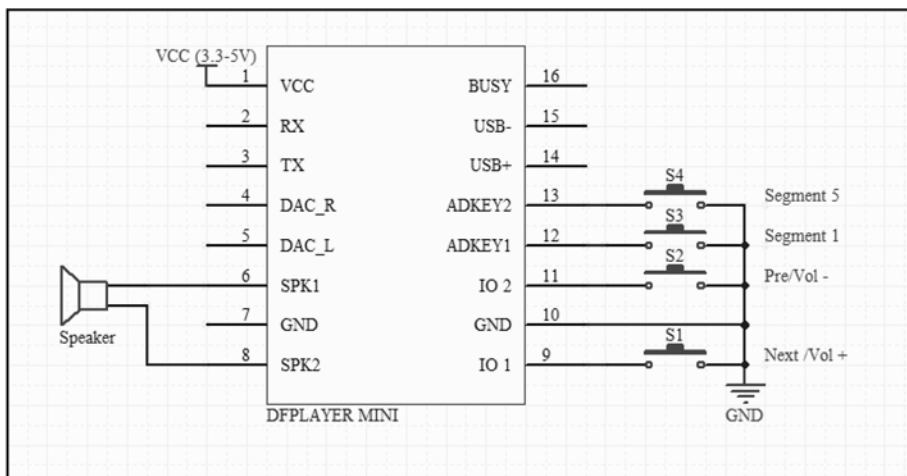 VCC (3.3-5V)
1 VCC BUSY 16
2 RX USB- 15
3 TX USB+ 14
4 DAC_R ADKEY2 13 S4 Segment 5
5 DAC_L ADKEY1 12 S3 Segment 1
6 SPK1 IO 2 11 S2 Pre/Vol -
7 GND GND 10
Speaker
8 SPK2 IO 1 9 S1 Next /Vol +
DFPLAYER MINI
GND